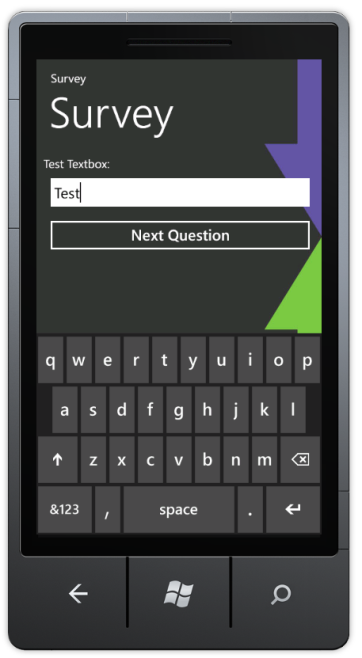 Survey
Survey
Test Textbox:
Test
Next Question
q w e r t y u i o p
a s d f g h j k l
z x c v b n m
&123 , space .